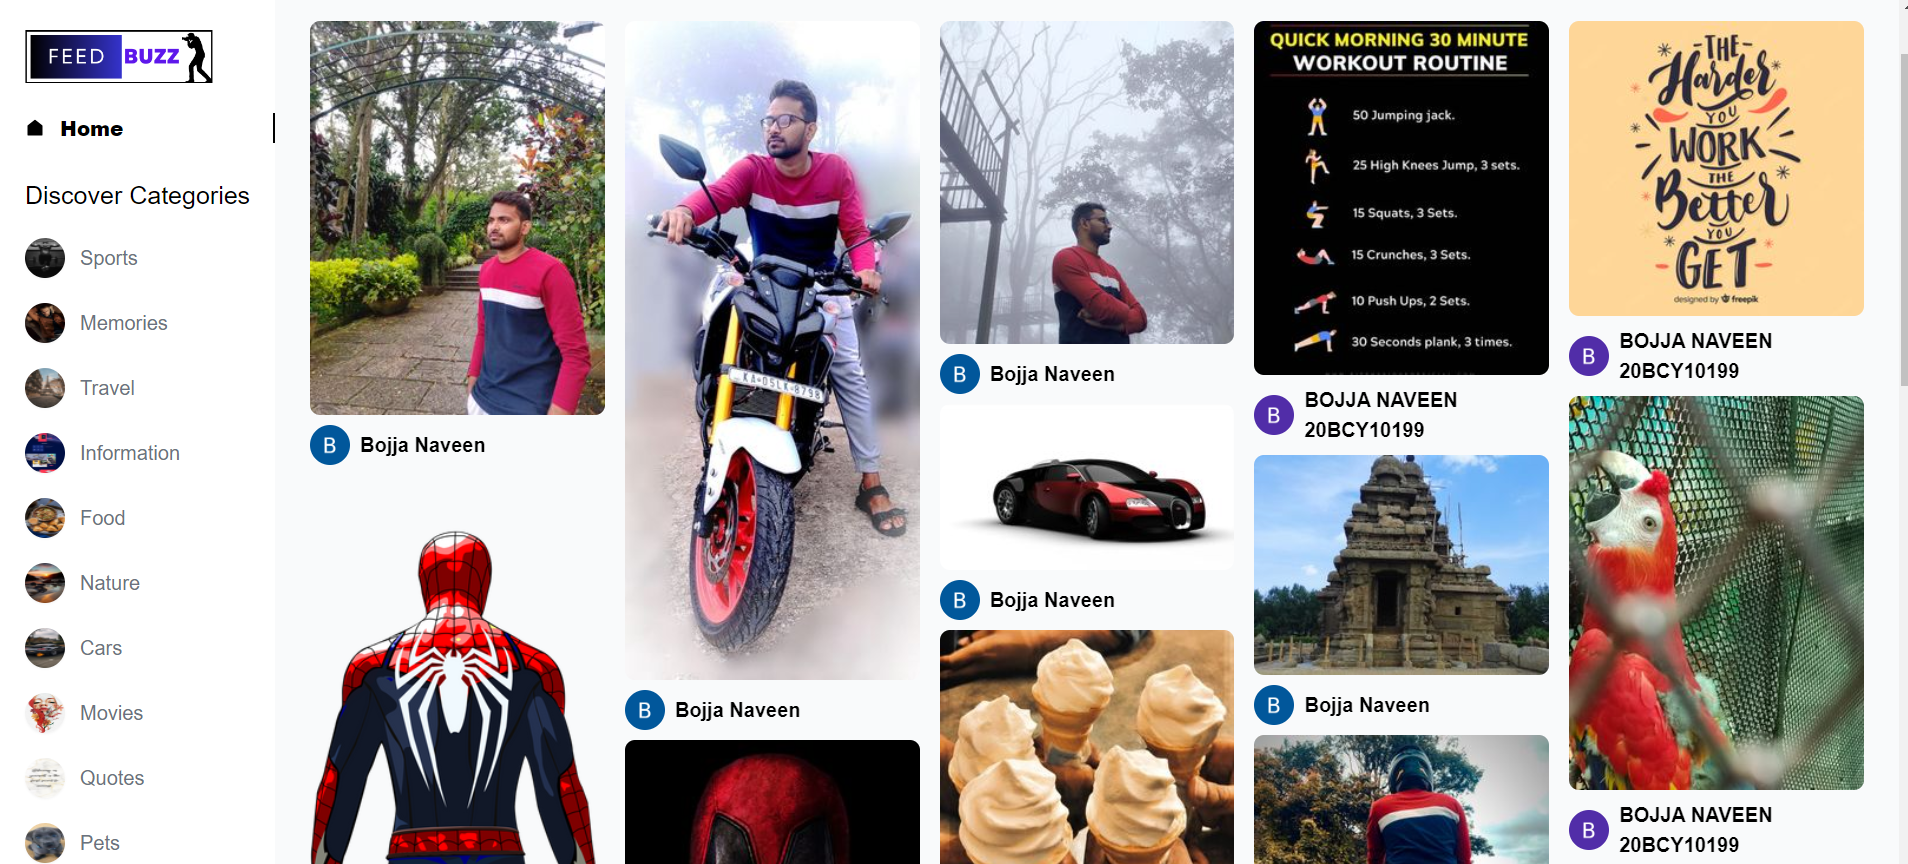 FEED BUZZ
Home
Discover Categories
Sports
Memories
Travel
Information
Food
Nature
Cars
Movies
Quotes
Pets
B Bojja Naveen
KA-05LK-8798
B Bojja Naveen
B Bojja Naveen
B Bojja Naveen
QUICK MORNING 30 MINUTE
WORKOUT ROUTINE
50 Jumping jack.
25 High Knees Jump, 3 sets.
15 Squats, 3 Sets.
15 Crunches, 3 Sets.
10 Push Ups, 2 Sets.
30 Seconds plank, 3 times.
B BOJJA NAVEEN
20BCY10199
B Bojja Naveen
THE
Harder
YOU
WORK
THE
Better
YOU
GET
designed by freepik
B BOJJA NAVEEN
20BCY10199
B BOJJA NAVEEN
20BCY10199